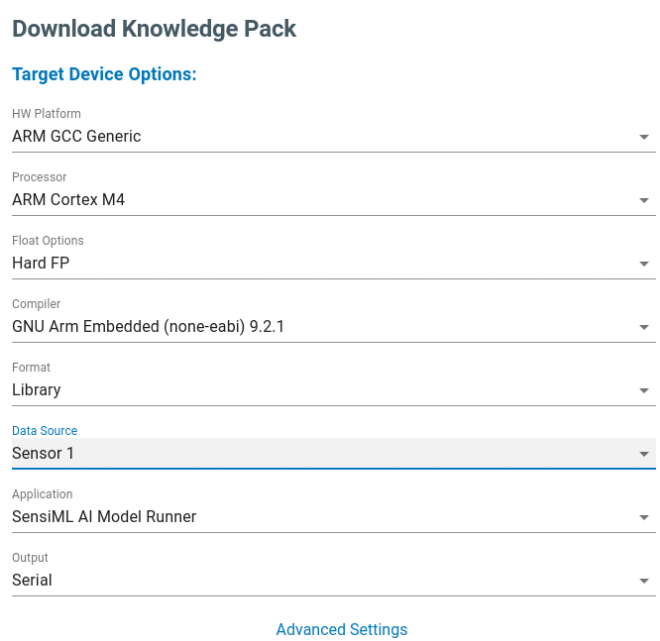 Download Knowledge Pack
Target Device Options:
HW Platform
ARM GCC Generic
Processor
ARM Cortex M4
Float Options
Hard FP
Compiler
GNU Arm Embedded (none-eabi) 9.2.1
Format
Library
Data Source
Sensor 1
Application
SensiML AI Model Runner
Output
Serial
Advanced Settings